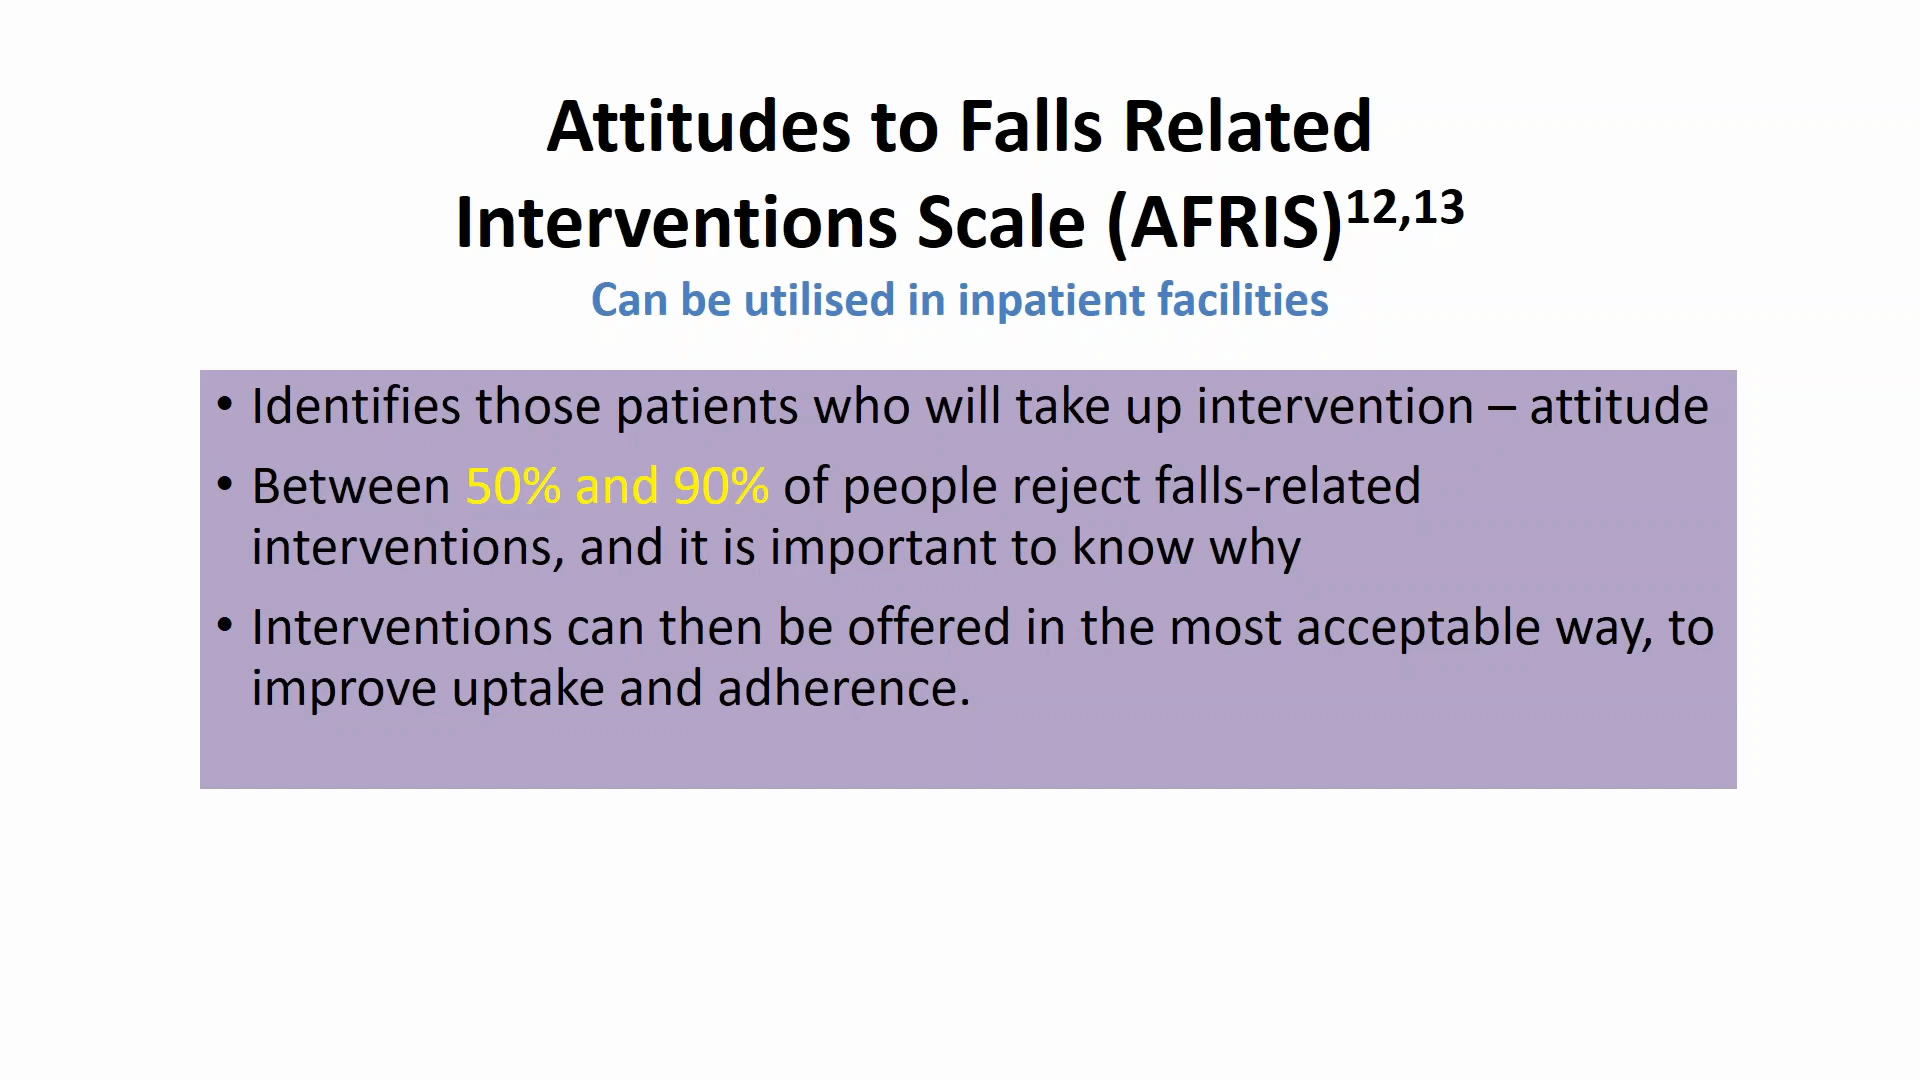 Attitudes to Falls Related
Interventions Scale (AFRIS)12,13
Can be utilised in inpatient facilities
• Identifies those patients who will take up intervention – attitude
• Between 50% and 90% of people reject falls-related
interventions, and it is important to know why
• Interventions can then be offered in the most acceptable way, to
improve uptake and adherence.